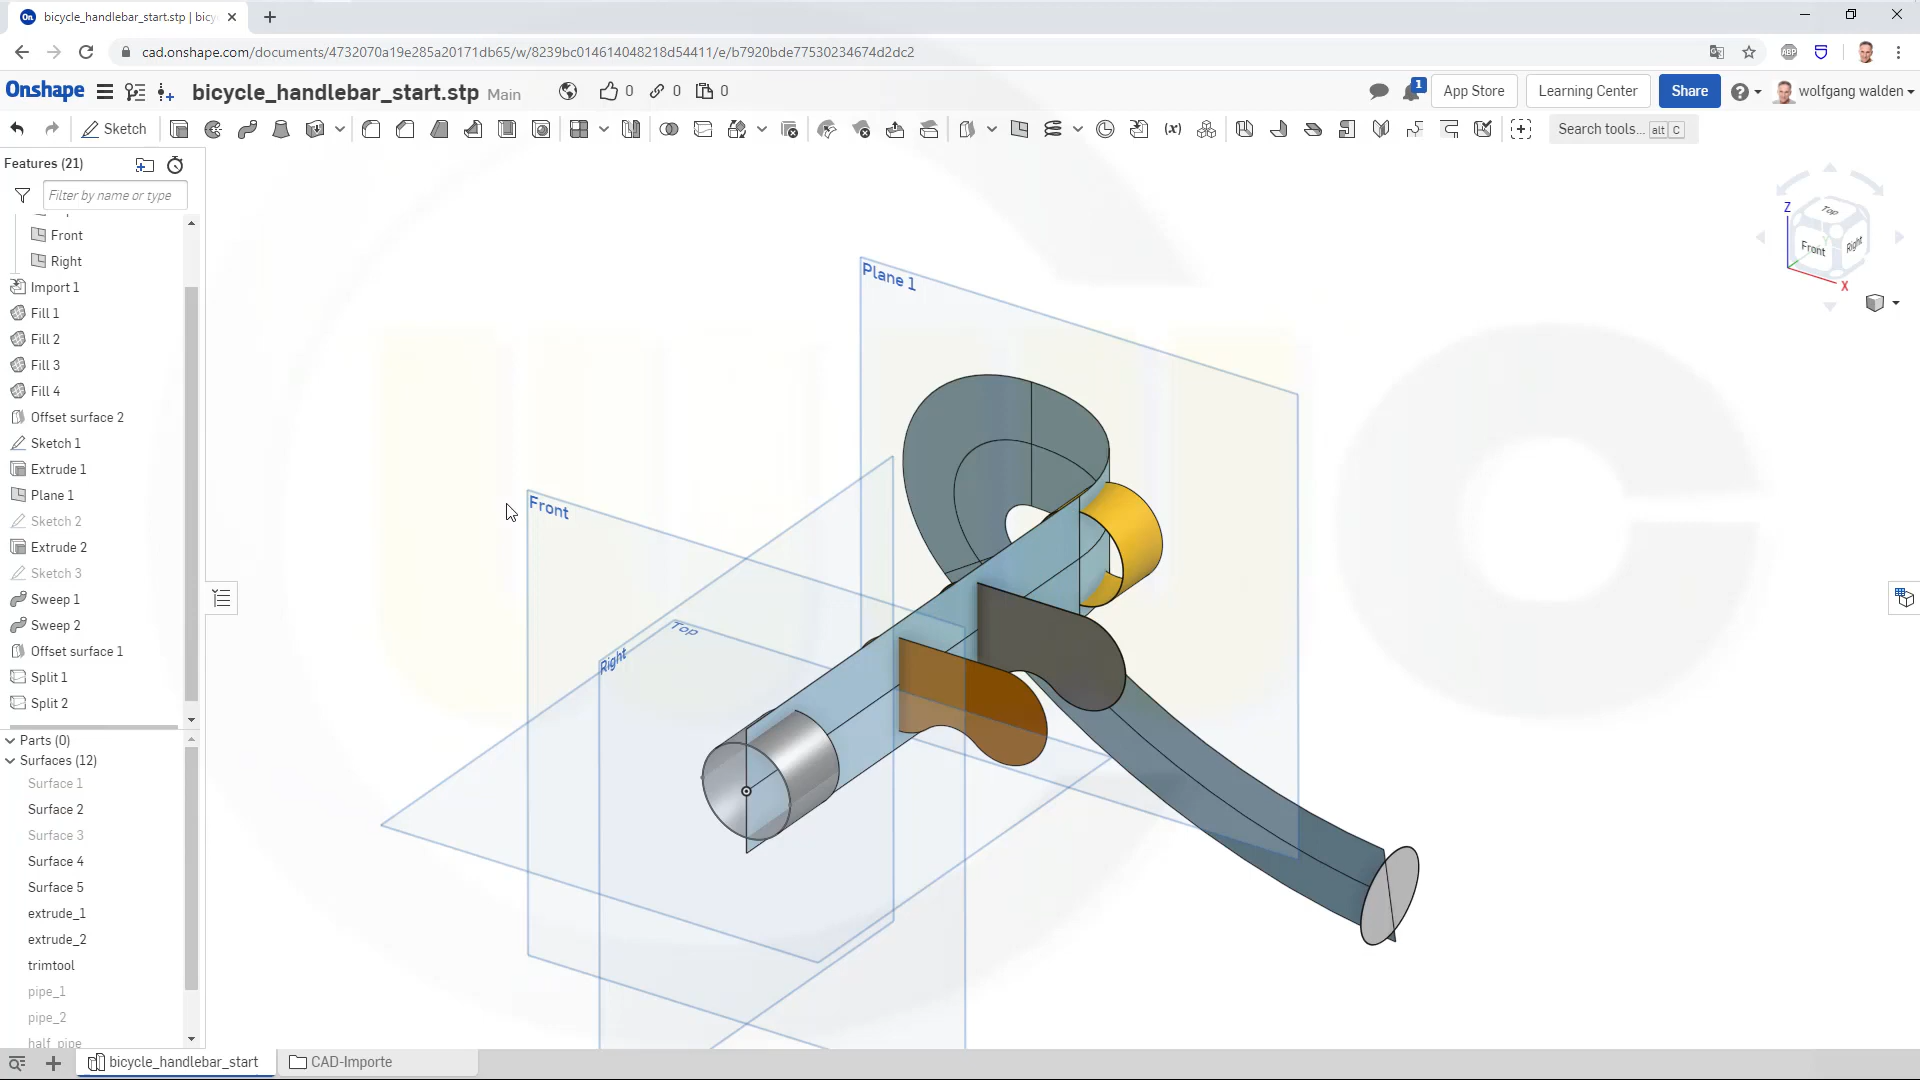 bicycle_handlebar_start.stp | bicy
cad.onshape.com/documents/4732070a19e285a20171db65/w/8239bc014614048218d54411/e/b7920bde77530234674d2dc2
ABP
Onshape
bicycle_handlebar_start.stp Main
0
0
0
1
App Store
Learning Center
Share
wolfgang walden
Sketch
(x)
Search tools... alt C
Features (21)
Filter by name or type
Front
Right
Import 1
Fill 1
Fill 2
Fill 3
Fill 4
Offset surface 2
Sketch 1
Extrude 1
Plane 1
Sketch 2
Extrude 2
Sketch 3
Sweep 1
Sweep 2
Offset surface 1
Split 1
Split 2
Parts (0)
Surfaces (12)
Surface 1
Surface 2
Surface 3
Surface 4
Surface 5
extrude_1
extrude_2
trimtool
pipe_1
pipe_2
half_pipe
Plane 1
Front
Top
Right
Z
Top
Front
Right
X
bicycle_handlebar_start
CAD-Importe